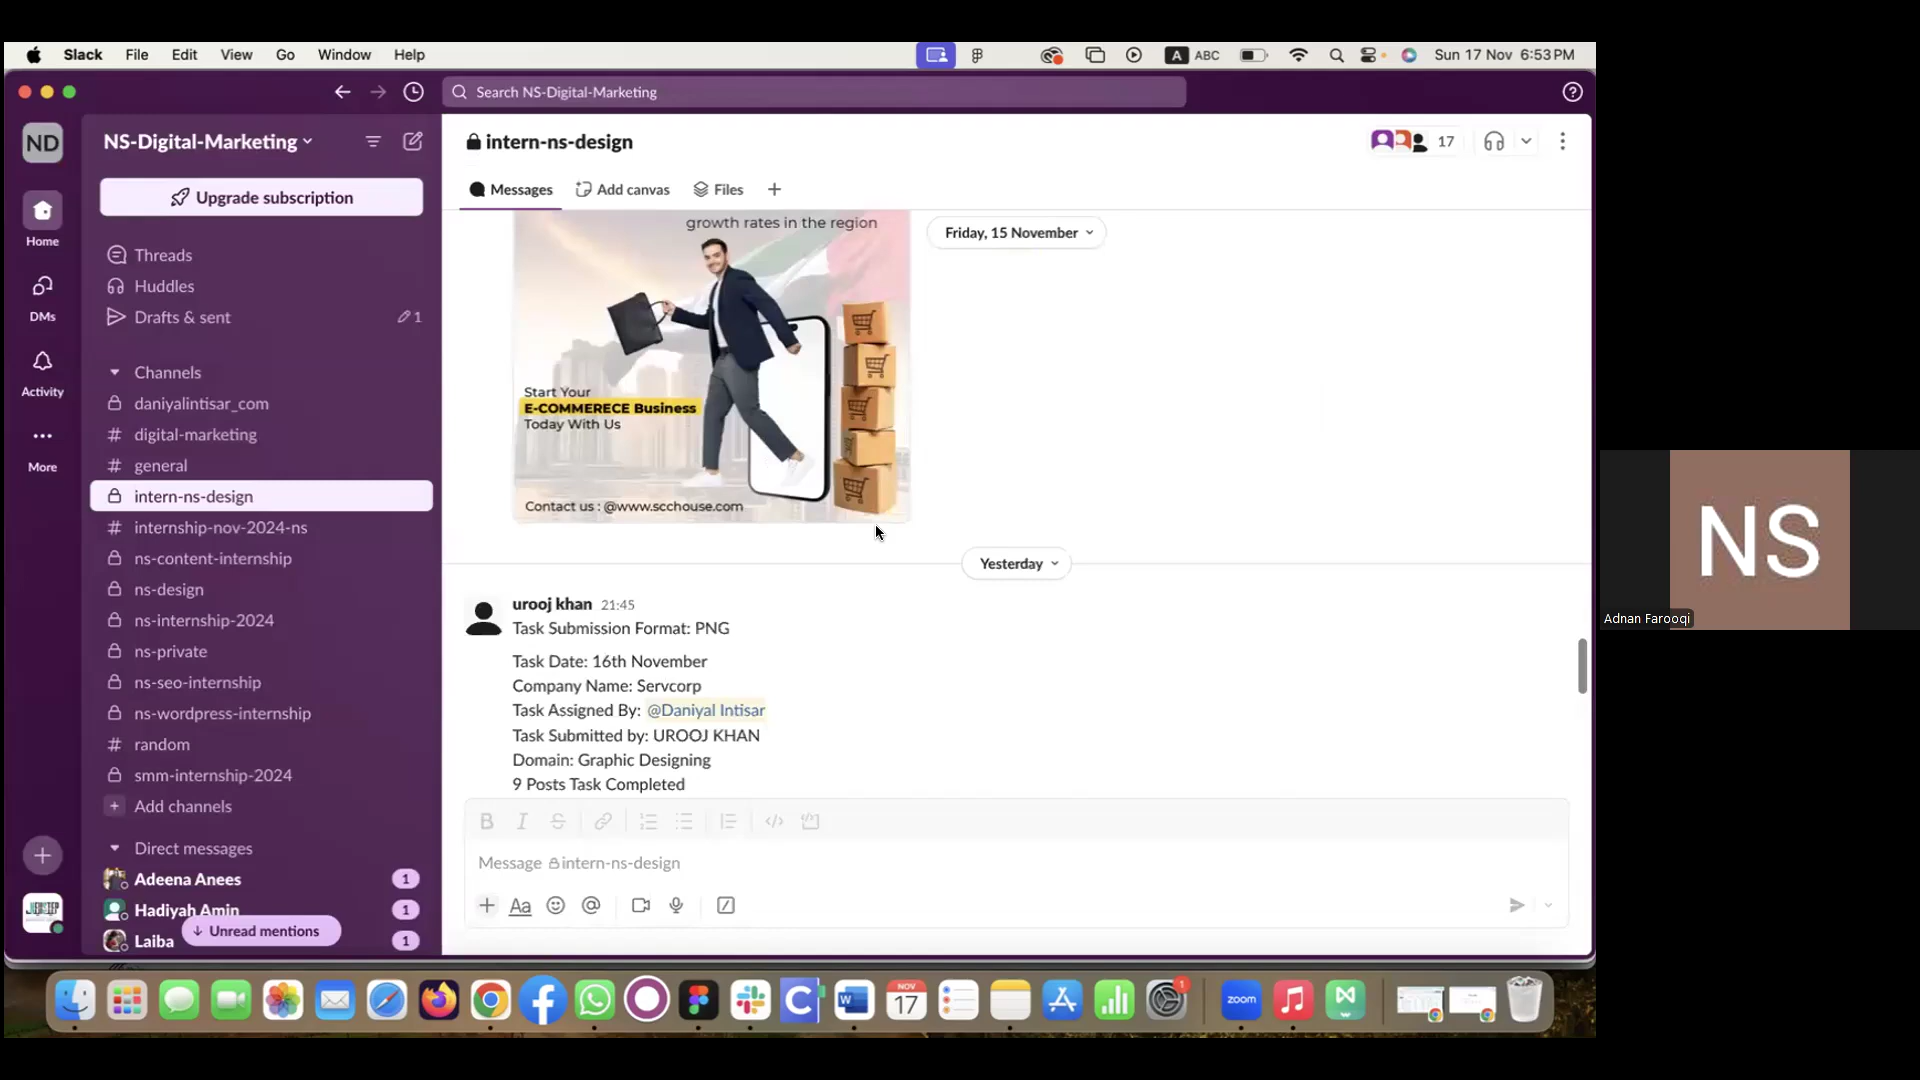 Slack File Edit View Go Window Help
A ABC Sun 17 Nov 6:53 PM
Search NS-Digital-Marketing
ND
Home
DMs
Activity
More
NS-Digital-Marketing
Upgrade subscription
Threads
Huddles
Drafts & sent 1
Channels
daniyalintisar_com
# digital-marketing
# general
intern-ns-design
# internship-nov-2024-ns
ns-content-internship
ns-design
ns-internship-2024
ns-private
ns-seo-internship
ns-wordpress-internship
# random
smm-internship-2024
+ Add channels
Direct messages
Adeena Anees 1
Hadiyah Amin 1
Laiba 1
↓ Unread mentions
intern-ns-design
17
Messages Add canvas Files +
growth rates in the region
Friday, 15 November
Start Your
E-COMMERECE Business
Today With Us
Contact us : @www.scchouse.com
Yesterday
urooj khan 21:45
Task Submission Format: PNG
Task Date: 16th November
Company Name: Servcorp
Task Assigned By: @Daniyal Intisar
Task Submitted by: UROOJ KHAN
Domain: Graphic Designing
9 Posts Task Completed
B I S
Message intern-ns-design
+ Aa @
NS
Adnan Farooqi
W
NOV
17
1
zoom